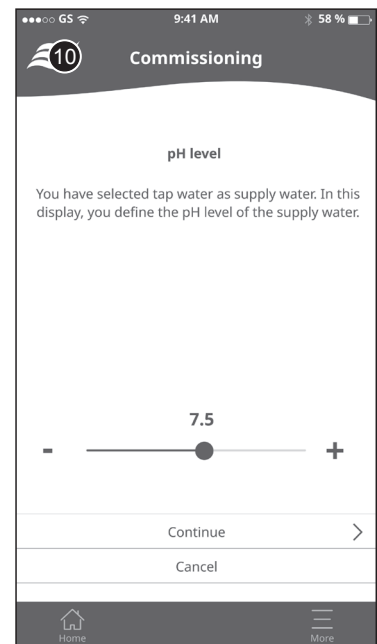 GS 9:41 AM 58 %
10 Commissioning
pH level
You have selected tap water as supply water. In this
display, you define the pH level of the supply water.
7.5
- +
Continue
Cancel
Home More